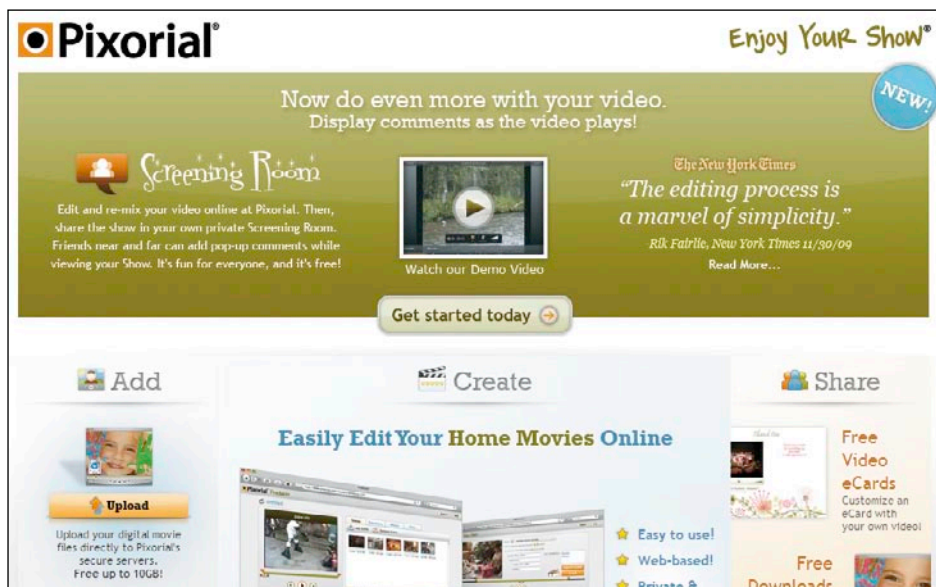 Pixorial®
Enjoy YOUR Show®
NEW!
Now do even more with your video.
Display comments as the video plays!
Screening Room
Edit and re-mix your video online at Pixorial. Then,
share the show in your own private Screening Room.
Friends near and far can add pop-up comments while
viewing your Show. It's fun for everyone, and it's free!
Watch our Demo Video
The New York Times
“The editing process is
a marvel of simplicity.”
Rik Fairlie, New York Times 11/30/09
Read More...
Get started today
Add
Upload
Upload your digital movie
files directly to Pixorial's
secure servers.
Free up to 10GB!
Create
Easily Edit Your Home Movies Online
Easy to use!
Web-based!
Private &
Share
Free
Video
eCards
Customize an
eCard with
your own video!
Free
Downloads